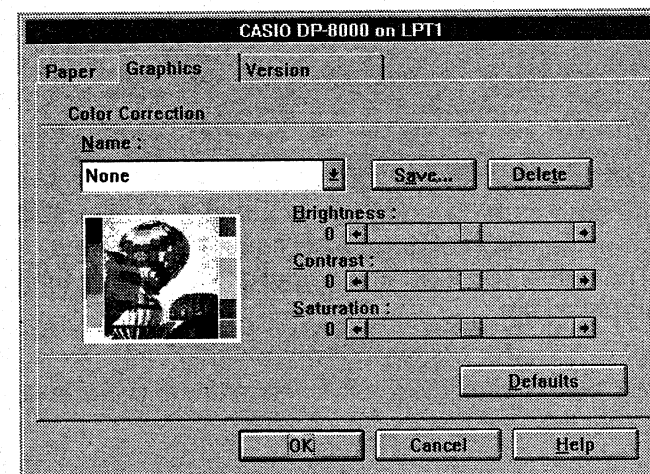 CASIO DP-8000 on LPT1
Paper Graphics Version
Color Correction
Name :
None Save... Delete
Brightness :
0
Contrast :
0
Saturation :
0
Defaults
OK Cancel Help